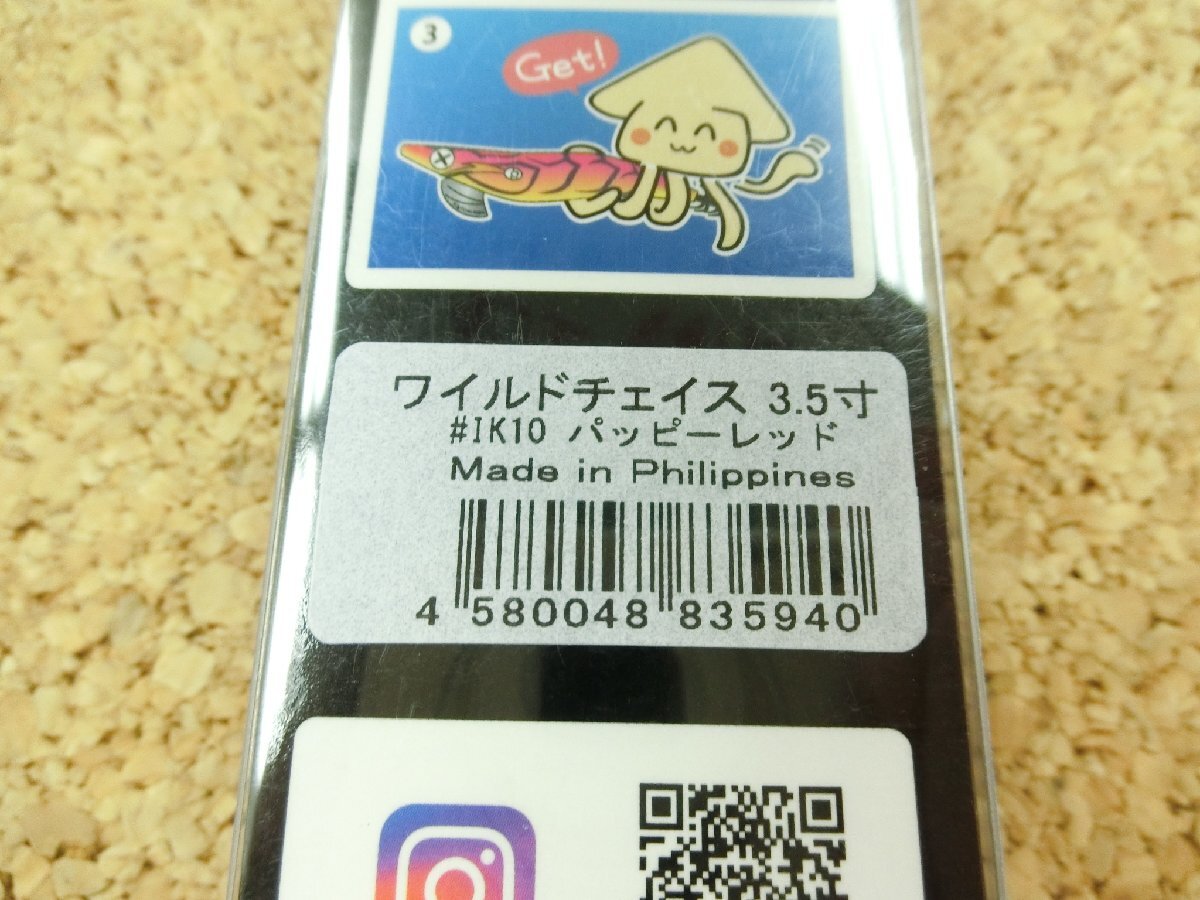 3
Get!
ワイルドチェイス 3.5寸
#IK10 パッピーレッド
Made in Philippines
4 580048 835940